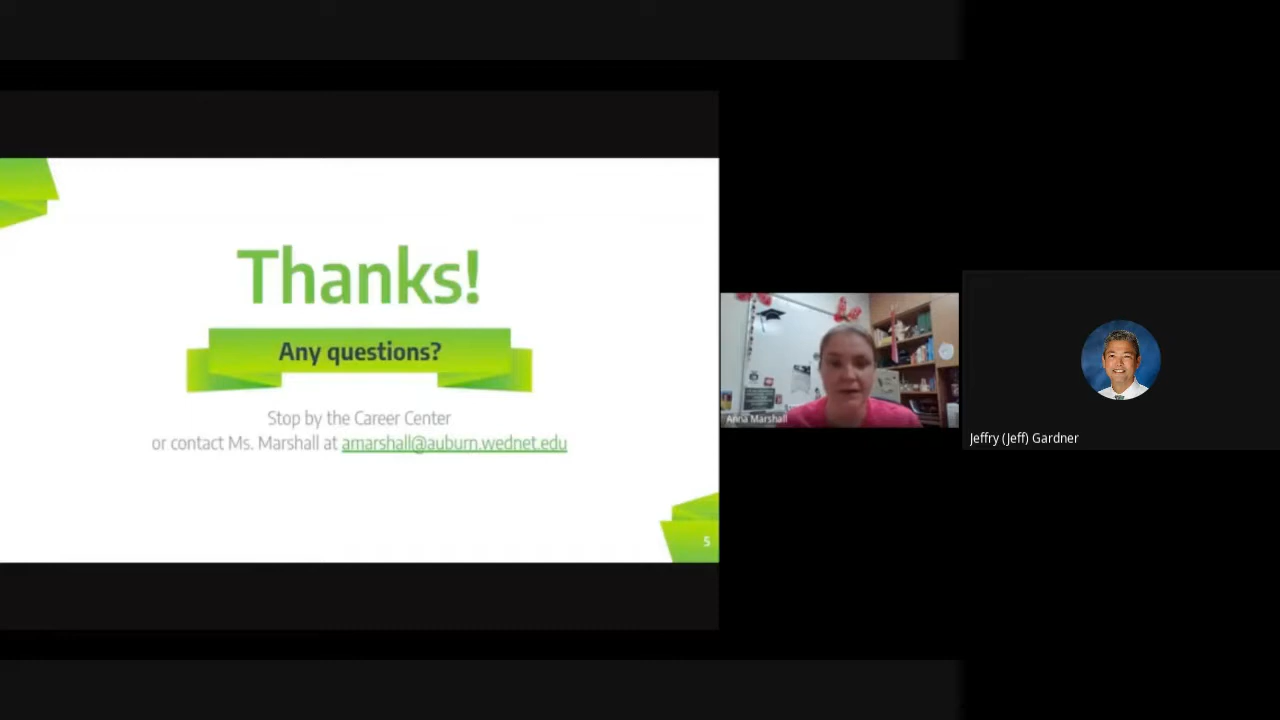 Thanks!
Any questions?
Stop by the Career Center
or contact Ms. Marshall at amarshall@auburn.wednet.edu
5
Anna Marshall
Jeffry (Jeff) Gardner